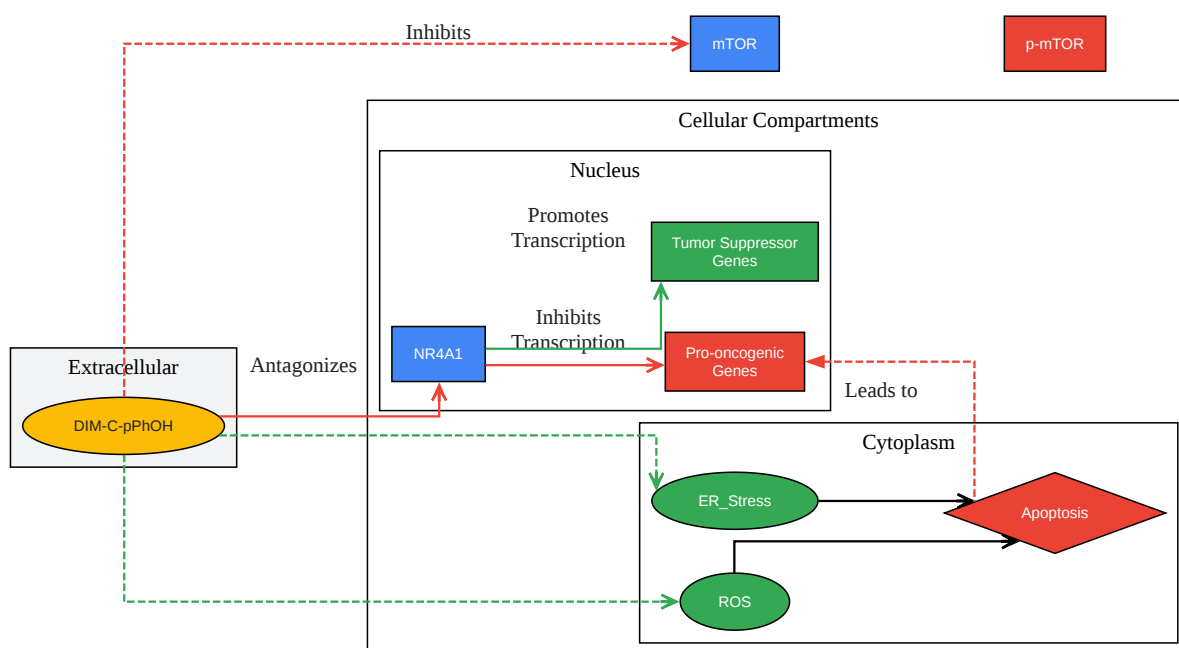 Inhibits
mTOR
p-mTOR
Cellular Compartments
Nucleus
Promotes
Transcription
Tumor Suppressor
Genes
Inhibits
Transcription
NR4A1
Pro-oncogenic
Genes
Extracellular
Antagonizes
DIM-C-pPhOH
Leads to
Cytoplasm
ER_Stress
Apoptosis
ROS